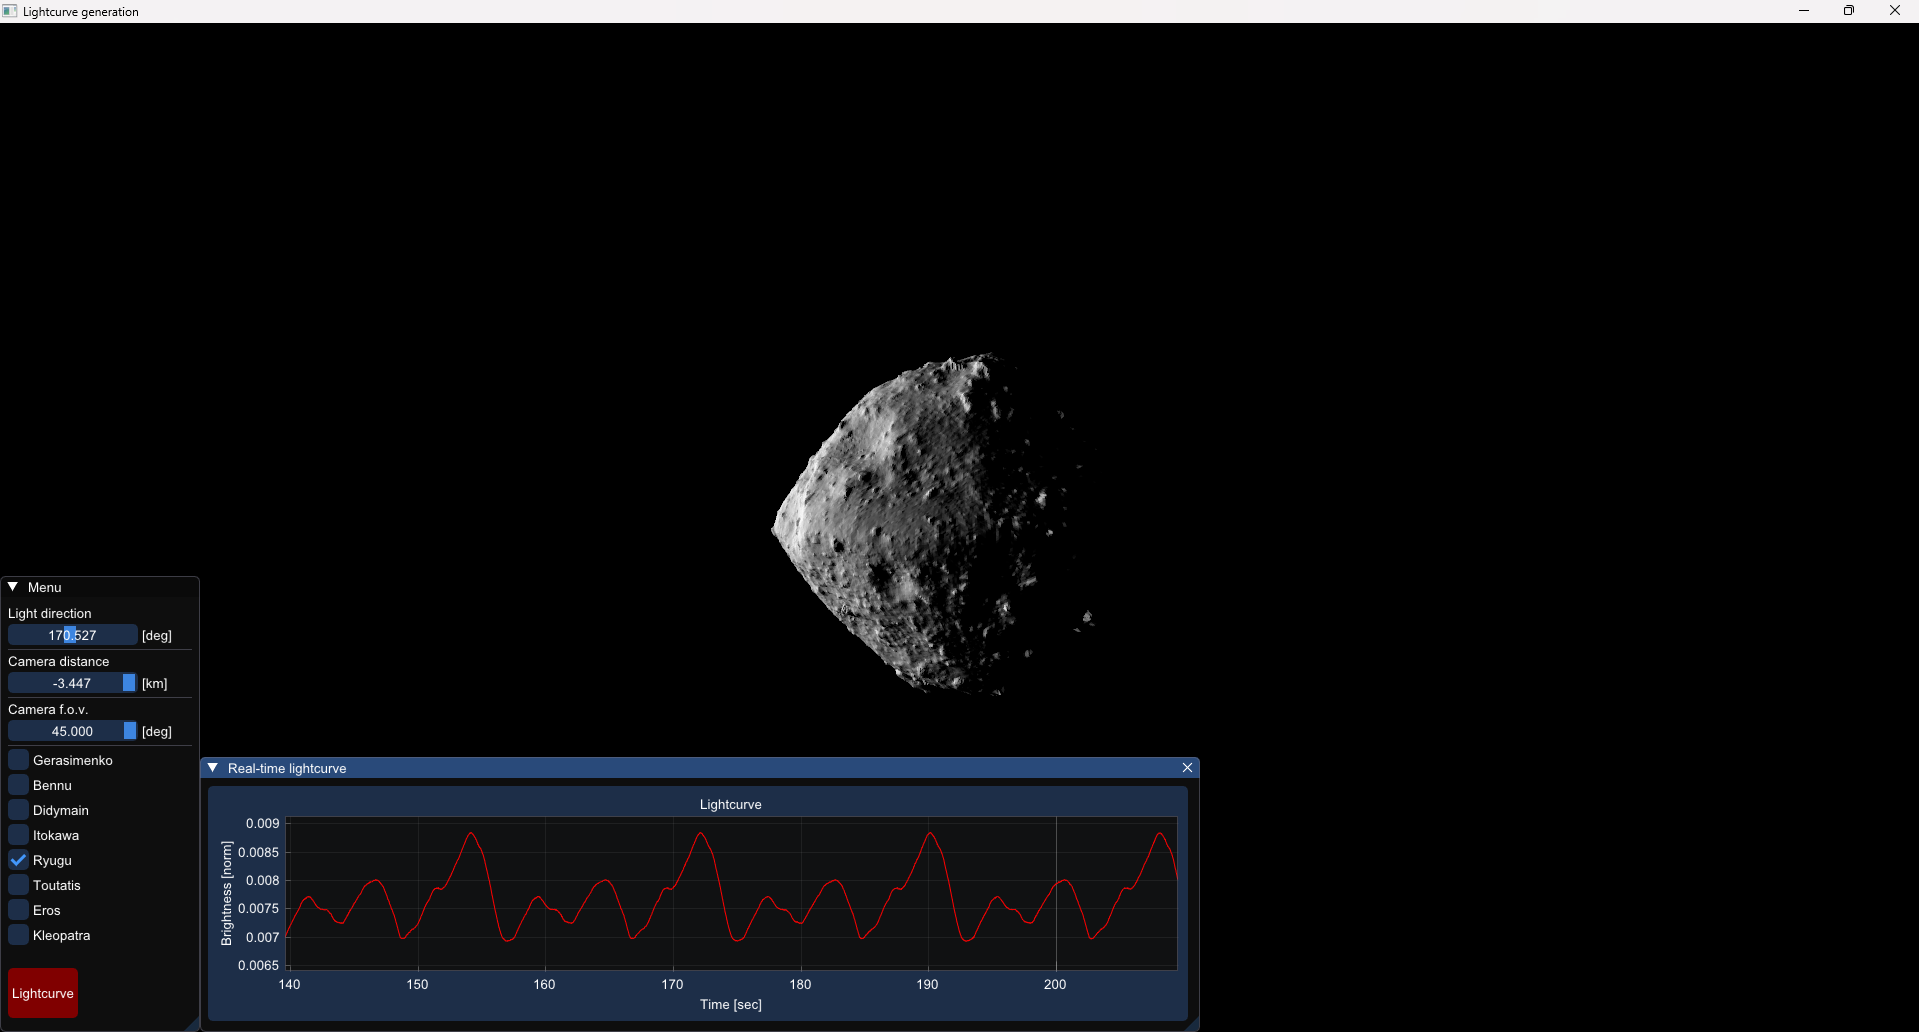 Lightcurve generation
Menu
Light direction
170.527 [deg]
Camera distance
-3.447 [km]
Camera f.o.v.
45.000 [deg]
Gerasimenko
Bennu
Didymain
Itokawa
Ryugu
Toutatis
Eros
Kleopatra
Lightcurve
Real-time lightcurve
Lightcurve
Brightness [norm]
0.009
0.0085
0.008
0.0075
0.007
0.0065
140 150 160 170 180 190 200
Time [sec]